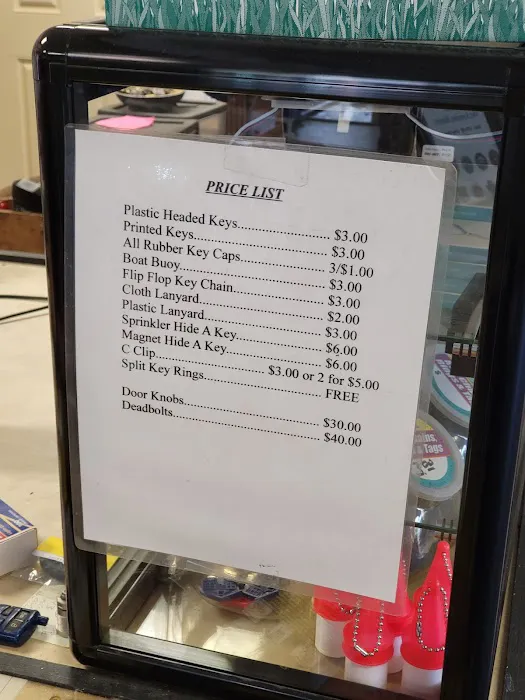 PRICE LIST
Plastic Headed Keys.......................... $3.00
Printed Keys..................................... $3.00
All Rubber Key Caps........................ 3/$1.00
Boat Buoy......................................... $3.00
Flip Flop Key Chain.......................... $3.00
Cloth Lanyard................................... $2.00
Plastic Lanyard................................. $3.00
Sprinkler Hide A Key......................... $6.00
Magnet Hide A Key........................... $6.00
C Clip.............................. $3.00 or 2 for $5.00
Split Key Rings.................................. FREE
Door Knobs....................................... $30.00
Deadbolts.......................................... $40.00
Tags